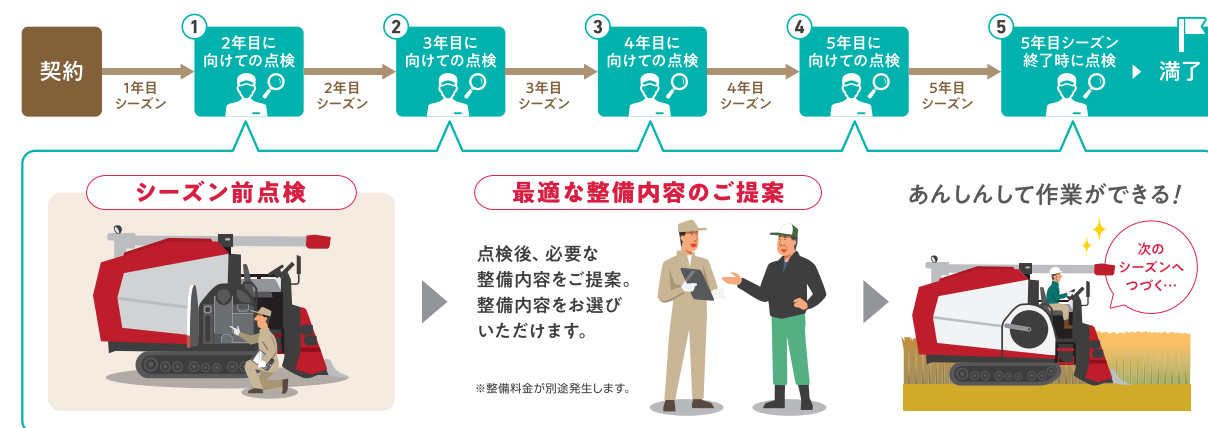 契約
1年目
シーズン
1
2年目に
向けての点検
2年目
シーズン
2
3年目に
向けての点検
3年目
シーズン
3
4年目に
向けての点検
4年目
シーズン
4
5年目に
向けての点検
5年目
シーズン
5
5年目シーズン
終了時に点検
満了
シーズン前点検
最適な整備内容のご提案
点検後、必要な
整備内容をご提案。
整備内容をお選び
いただけます。
※整備料金が別途発生します。
あんしんして作業ができる!
次の
シーズンへ
つづく…